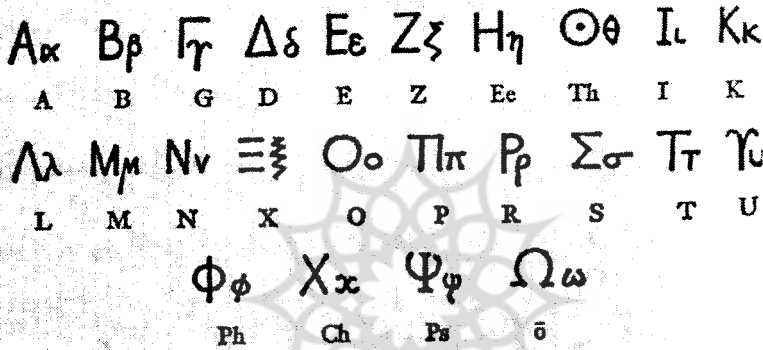 Αα Ββ Γγ Δδ Εε Ζξ Ηη Θθ Ιι Κκ
A B G D E Z Ee Th I K
Λλ Μμ Νν Ξξ Οο Ππ Ρρ Σσ Ττ ϒυ
L M N X O P R S T U
Φφ Χχ Ψψ Ωω
Ph Ch Ps ō